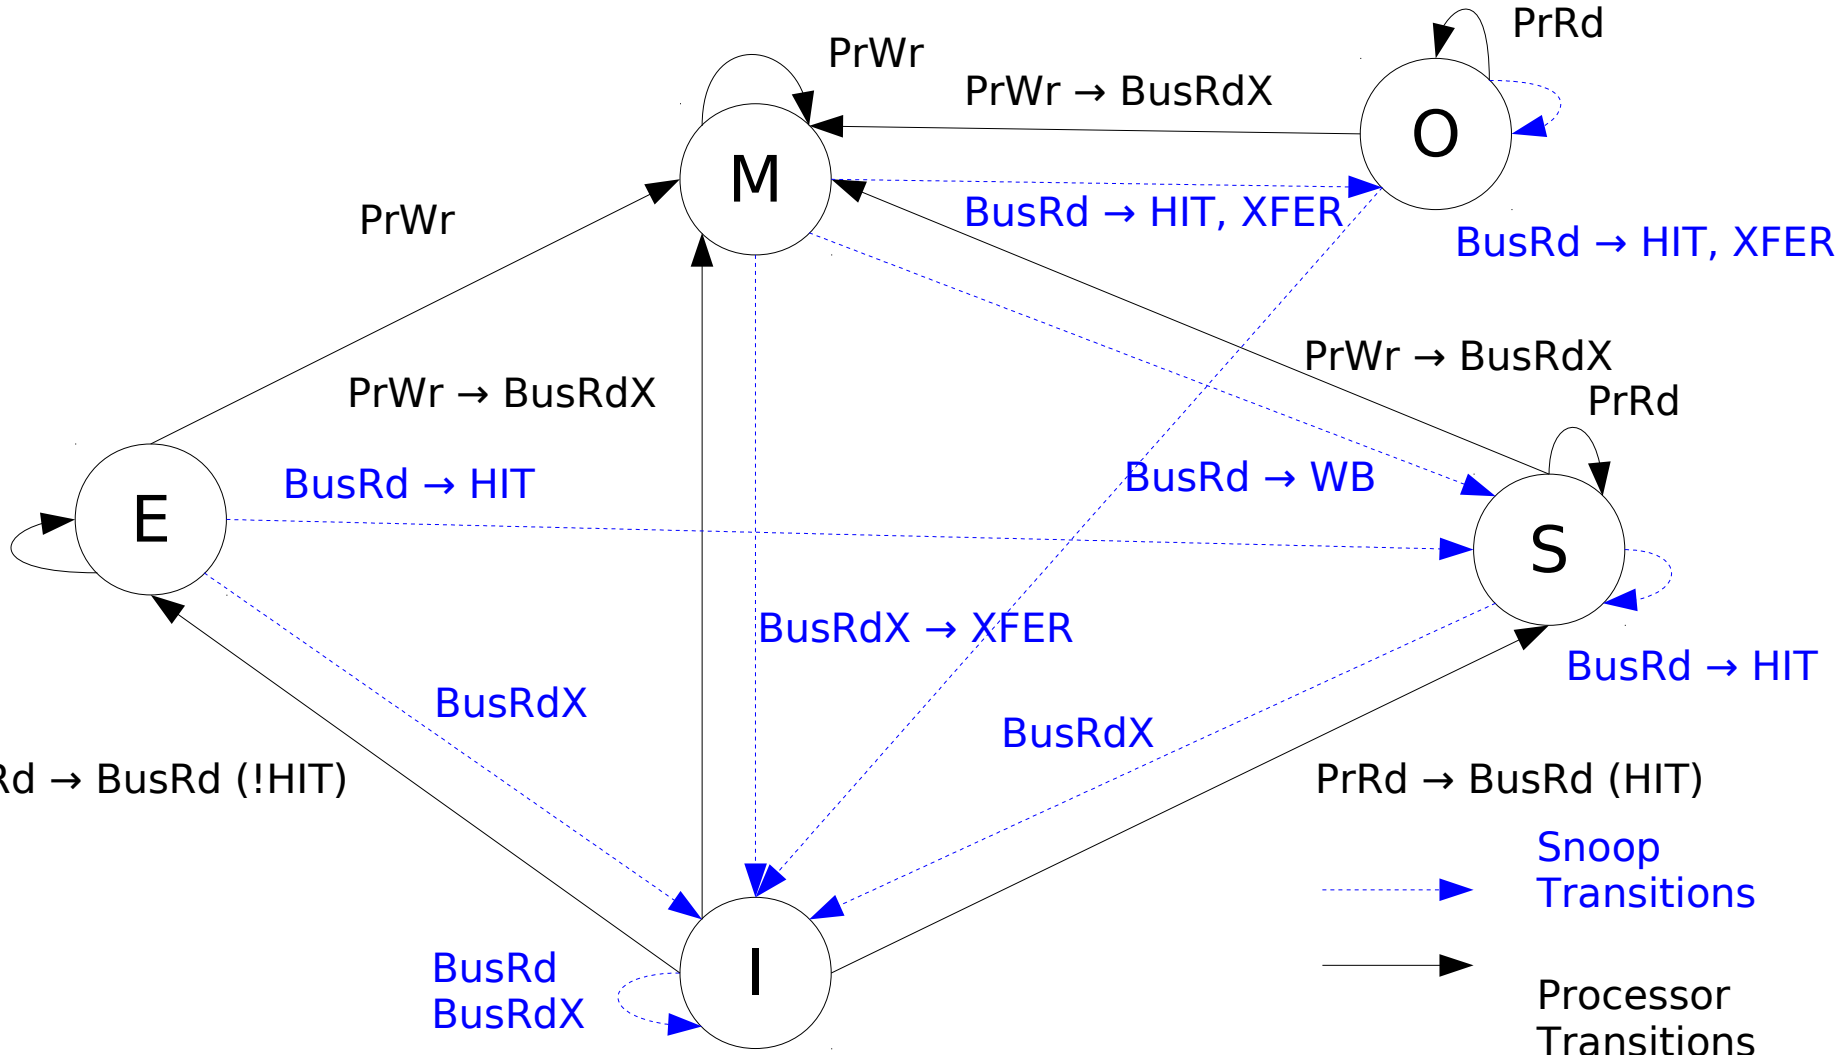 PrRd
PrWr
PrWr → BusRdX
O
M
PrWr
BusRd → HIT, XFER
BusRd → HIT, XFER
PrWr → BusRdX
PrWr → BusRdX
PrRd
BusRd → HIT
BusRd → WB
E
S
BusRdX → XFER
BusRd → HIT
BusRdX
BusRdX
Rd → BusRd (!HIT)
PrRd → BusRd (HIT)
Snoop
Transitions
I
BusRd
BusRdX
Processor
Transitions